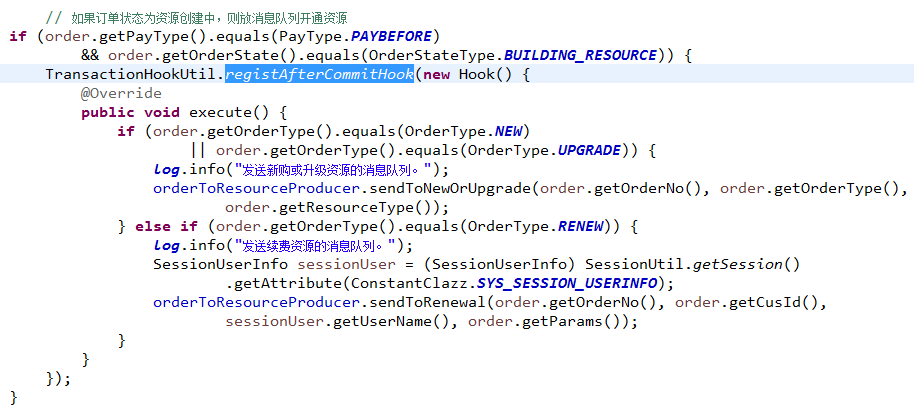 // 如果订单状态为资源创建中，则放消息队列开通资源
if (order.getPayType().equals(PayType.PAYBEFORE)
&& order.getOrderState().equals(OrderStateType.BUILDING_RESOURCE)) {
TransactionHookUtil.registAfterCommitHook(new Hook() {
@Override
public void execute() {
if (order.getOrderType().equals(OrderType.NEW)
|| order.getOrderType().equals(OrderType.UPGRADE)) {
log.info("发送新购或升级资源的消息队列。");
orderToResourceProducer.sendToNewOrUpgrade(order.getOrderNo(), order.getOrderType(),
order.getResourceType());
} else if (order.getOrderType().equals(OrderType.RENEW)) {
log.info("发送续费资源的消息队列。");
SessionUserInfo sessionUser = (SessionUserInfo) SessionUtil.getSession()
.getAttribute(ConstantClazz.SYS_SESSION_USERINFO);
orderToResourceProducer.sendToRenewal(order.getOrderNo(), order.getCusId(),
sessionUser.getUserName(), order.getParams());
}
}
});
}